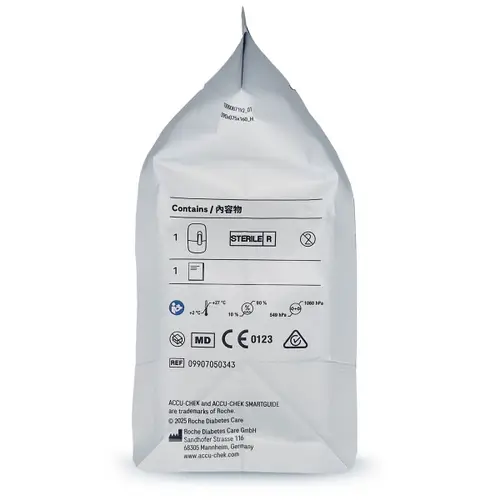 Contains / 內容物
1 STERILE R
1
+2 °C +27 °C 10 % 90 % 549 hPa 1060 hPa
MD CE 0123
REF 09907050343
ACCU-CHEK and ACCU-CHEK SMARTGUIDE
are trademarks of Roche.
© 2025 Roche Diabetes Care
Roche Diabetes Care GmbH
Sandhofer Strasse 116
68305 Mannheim, Germany
www.accu-chek.com